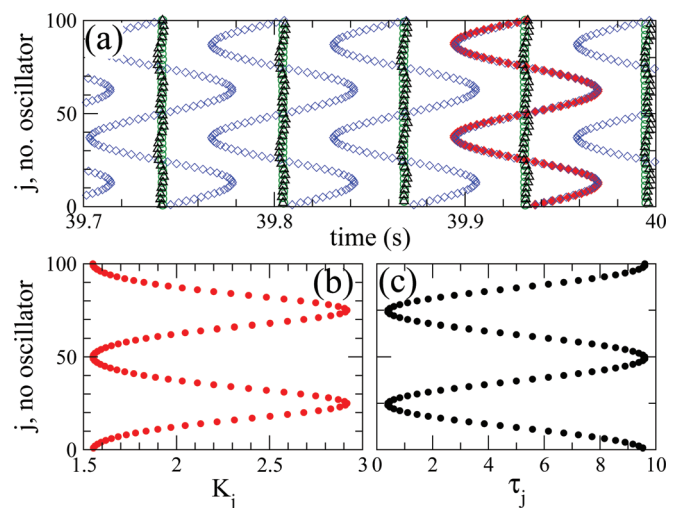 100
(a)
j, no. oscillator
50
0
39.7 39.8 39.9 40
time (s)
100
(b) (c)
j, no oscillator
50
0
1.5 2 2.5 3 0 2 4 6 8 10
K_j τ_j